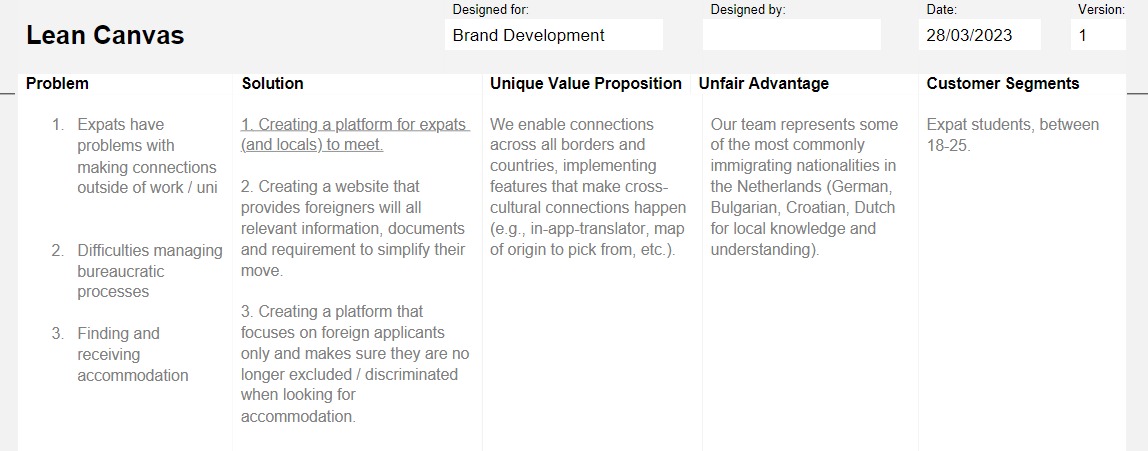 Designed for:
Designed by:
Date:
Version:
Lean Canvas
Brand Development
28/03/2023
1
Problem
1. Expats have
problems with
making connections
outside of work / uni
2. Difficulties managing
bureaucratic
processes
3. Finding and
receiving
accommodation
Solution
1. Creating a platform for expats
(and locals) to meet.
2. Creating a website that
provides foreigners will all
relevant information, documents
and requirement to simplify their
move.
3. Creating a platform that
focuses on foreign applicants
only and makes sure they are no
longer excluded / discriminated
when looking for
accommodation.
Unique Value Proposition
We enable connections
across all borders and
countries, implementing
features that make cross-
cultural connections happen
(e.g., in-app-translator, map
of origin to pick from, etc.).
Unfair Advantage
Our team represents some
of the most commonly
immigrating nationalities in
the Netherlands (German,
Bulgarian, Croatian, Dutch
for local knowledge and
understanding).
Customer Segments
Expat students, between
18-25.